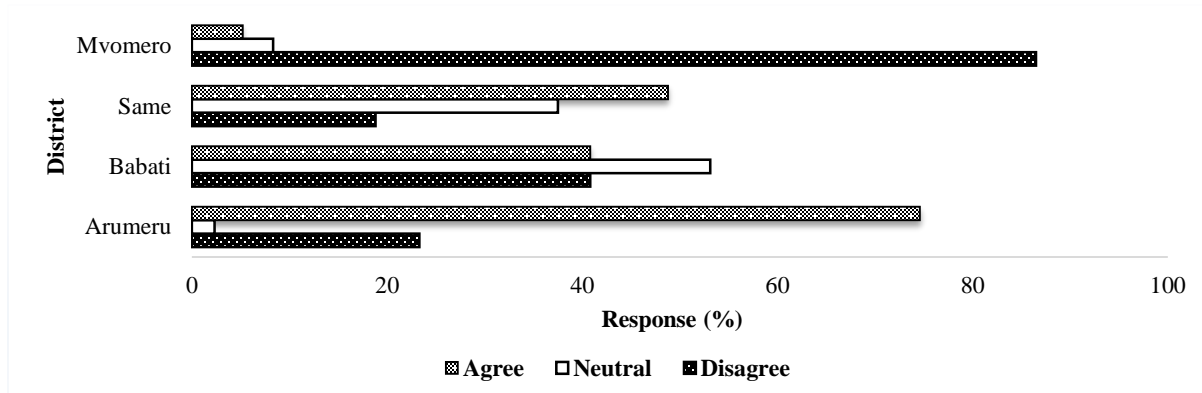 Mvomero
Same
Babati
Arumeru
District
0 20 40 60 80 100
Response (%)
Agree Neutral Disagree